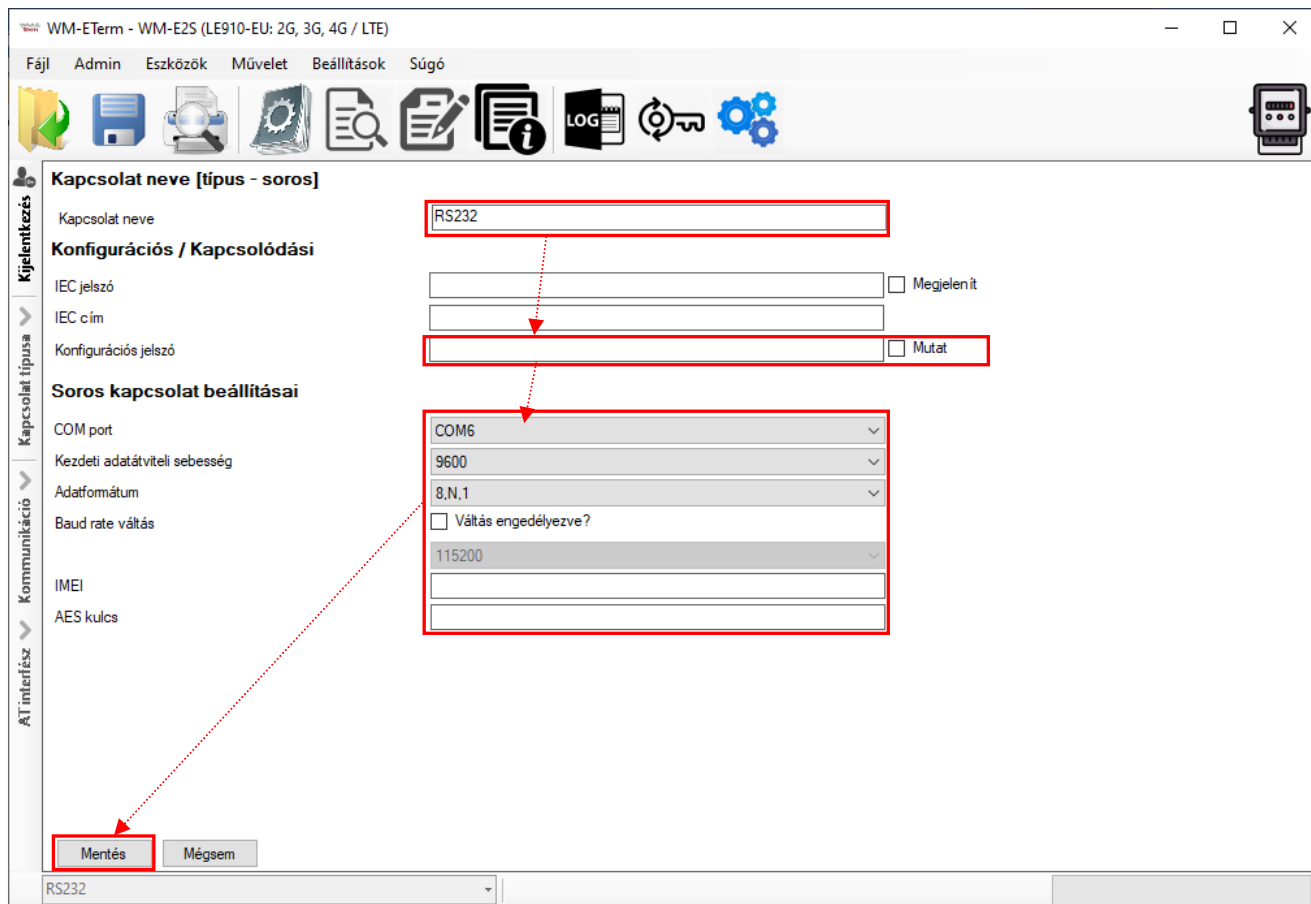 WM-ETerm - WM-E2S (LE910-EU: 2G, 3G, 4G / LTE)
Fájl Admin Eszközök Művelet Beállítások Súgó
LOG
Kijelentkezés
Kapcsolat típusa
Kommunikáció
AT interfész
Kapcsolat neve [típus - soros]
Kapcsolat neve RS232
Konfigurációs / Kapcsolódási
IEC jelszó Megjelenít
IEC cím
Konfigurációs jelszó Mutat
Soros kapcsolat beállításai
COM port COM6
Kezdeti adatátviteli sebesség 9600
Adatformátum 8,N,1
Baud rate váltás Váltás engedélyezve?
115200
IMEI
AES kulcs
Mentés Mégsem
RS232